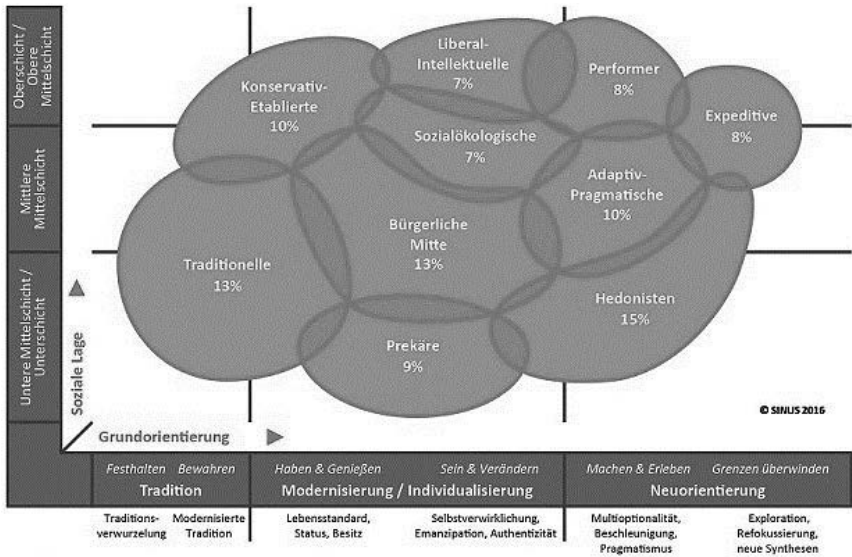 Oberschicht /
Obere
Mittelschicht
Mittlere
Mittelschicht
Untere Mittelschicht /
Unterschicht
Soziale Lage
Konservativ-
Etablierte
10%
Liberal-
Intellektuelle
7%
Performer
8%
Expeditive
8%
Sozialökologische
7%
Adaptiv-
Pragmatische
10%
Traditionelle
13%
Bürgerliche
Mitte
13%
Hedonisten
15%
Prekäre
9%
© SINUS 2016
Grundorientierung
Festhalten Bewahren
Tradition
Haben & Genießen Sein & Verändern
Modernisierung / Individualisierung
Machen & Erleben Grenzen überwinden
Neuorientierung
Traditions-
verwurzelung
Modernisierte
Tradition
Lebensstandard,
Status, Besitz
Selbstverwirklichung,
Emanzipation, Authentizität
Multioptionalität,
Beschleunigung,
Pragmatismus
Exploration,
Refokussierung,
neue Synthesen